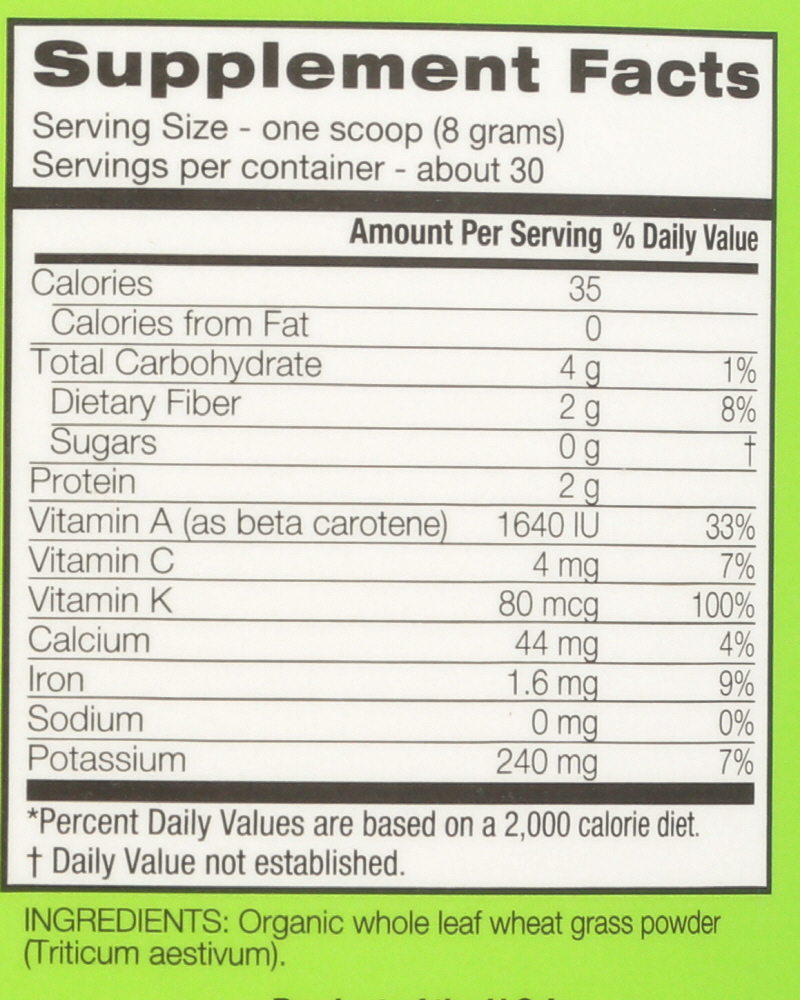 Supplement Facts
Serving Size - one scoop (8 grams)
Servings per container - about 30
Amount Per Serving % Daily Value
Calories 35
Calories from Fat 0
Total Carbohydrate 4 g 1%
Dietary Fiber 2 g 8%
Sugars 0 g †
Protein 2 g
Vitamin A (as beta carotene) 1640 IU 33%
Vitamin C 4 mg 7%
Vitamin K 80 mcg 100%
Calcium 44 mg 4%
Iron 1.6 mg 9%
Sodium 0 mg 0%
Potassium 240 mg 7%
*Percent Daily Values are based on a 2,000 calorie diet.
† Daily Value not established.
INGREDIENTS: Organic whole leaf wheat grass powder
(Triticum aestivum).